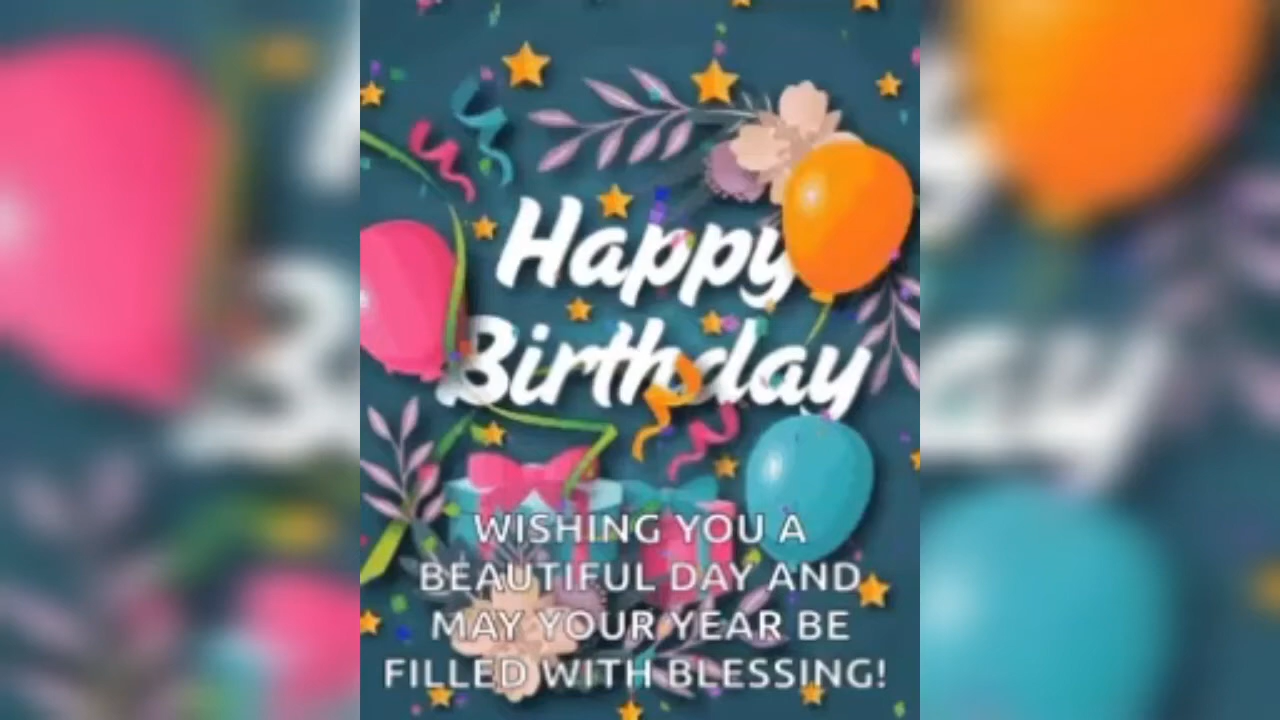 Happy
Birthday
WISHING YOU A
BEAUTIFUL DAY AND
MAY YOUR YEAR BE
FILLED WITH BLESSING!